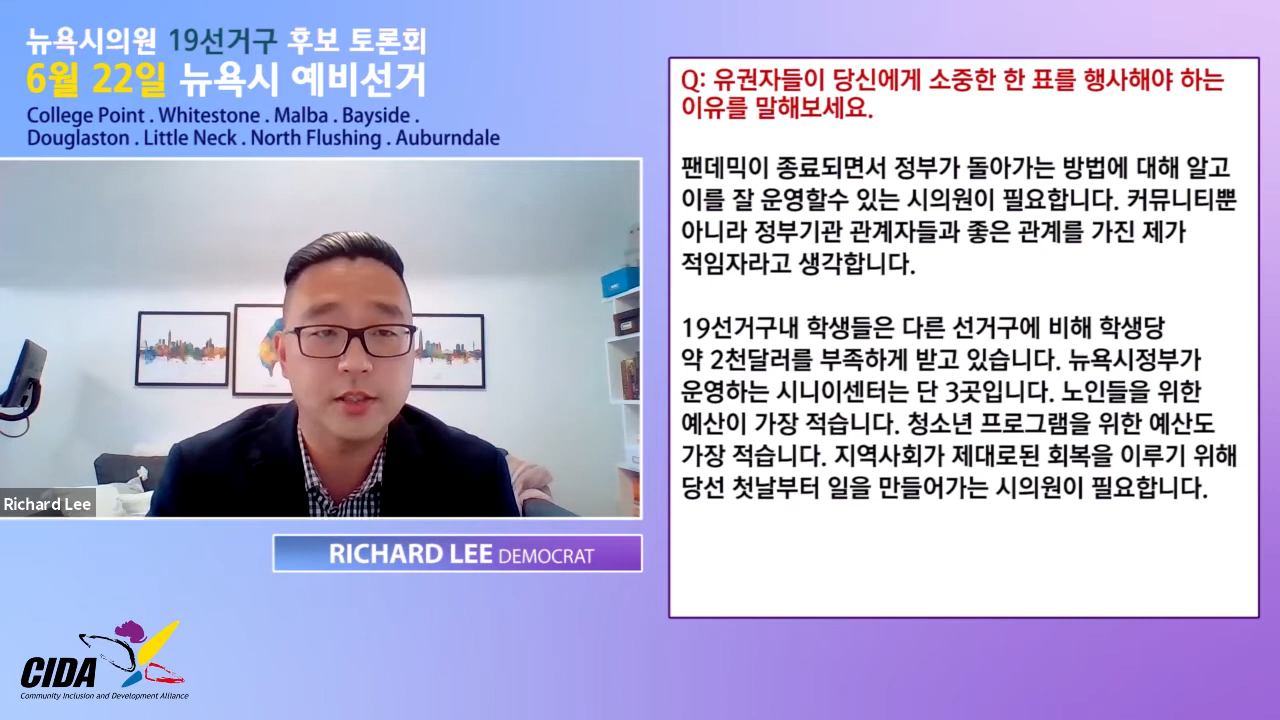 뉴욕시의원 19선거구 후보 토론회
6월 22일 뉴욕시 예비선거
College Point . Whitestone . Malba . Bayside .
Douglaston . Little Neck . North Flushing . Auburndale
Richard Lee
RICHARD LEE DEMOCRAT
CIDA
Community Inclusion and Development Alliance
Q: 유권자들이 당신에게 소중한 한 표를 행사해야 하는
이유를 말해보세요.
팬데믹이 종료되면서 정부가 돌아가는 방법에 대해 알고
이를 잘 운영할수 있는 시의원이 필요합니다. 커뮤니티뿐
아니라 정부기관 관계자들과 좋은 관계를 가진 제가
적임자라고 생각합니다.
19선거구내 학생들은 다른 선거구에 비해 학생당
약 2천달러를 부족하게 받고 있습니다. 뉴욕시정부가
운영하는 시니이센터는 단 3곳입니다. 노인들을 위한
예산이 가장 적습니다. 청소년 프로그램을 위한 예산도
가장 적습니다. 지역사회가 제대로된 회복을 이루기 위해
당선 첫날부터 일을 만들어가는 시의원이 필요합니다.